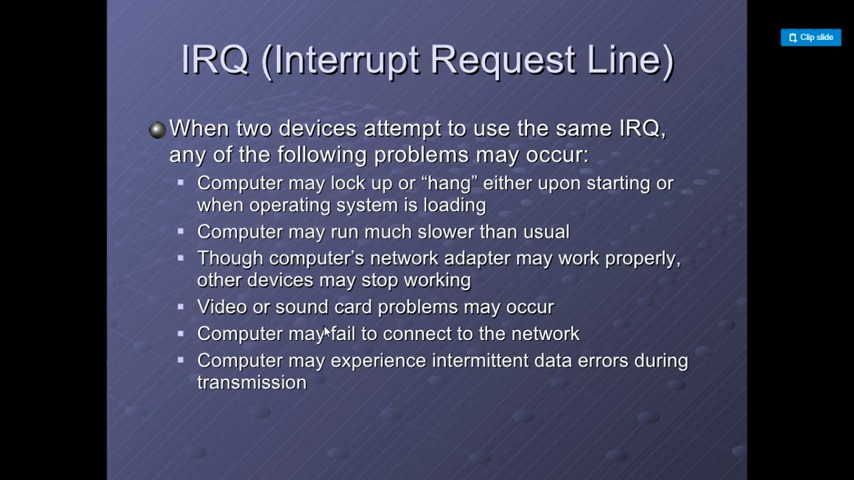 Clip slide
IRQ (Interrupt Request Line)
When two devices attempt to use the same IRQ,
any of the following problems may occur:
Computer may lock up or “hang” either upon starting or
when operating system is loading
Computer may run much slower than usual
Though computer’s network adapter may work properly,
other devices may stop working
Video or sound card problems may occur
Computer may fail to connect to the network
Computer may experience intermittent data errors during
transmission